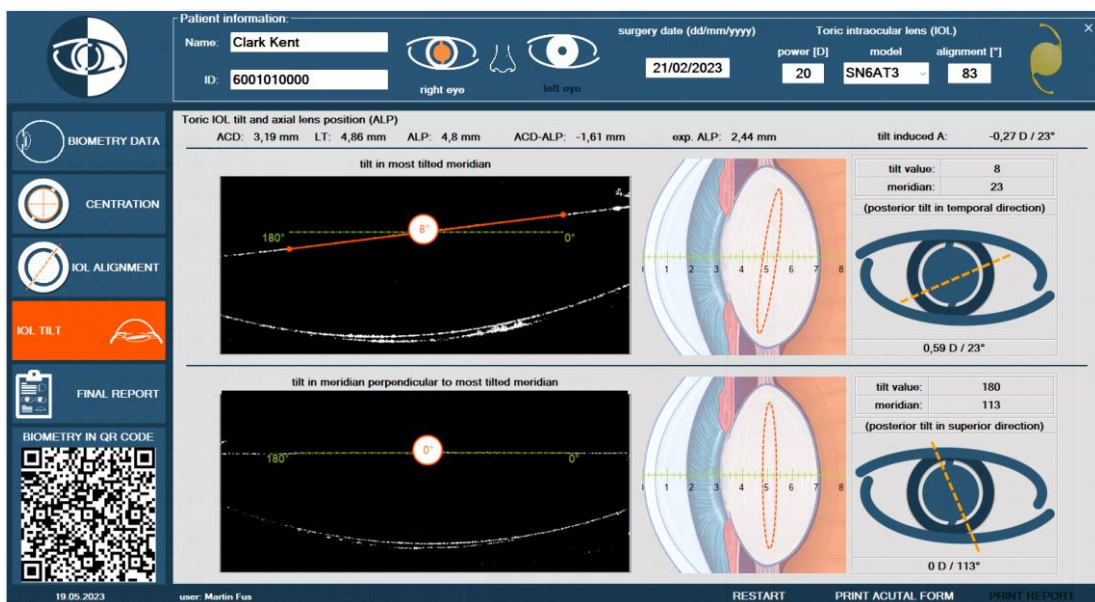 Patient information:
Name: Clark Kent
ID: 6001010000
right eye
left eye
surgery date (dd/mm/yyyy)
21/02/2023
Toric intraocular lens (IOL)
power [D] model alignment [°]
20 SN6AT3 83
×
BIOMETRY DATA
CENTRATION
IOL ALIGNMENT
IOL TILT
FINAL REPORT
BIOMETRY IN QR CODE
Toric IOL tilt and axial lens position (ALP)
ACD: 3,19 mm LT: 4,86 mm ALP: 4,8 mm ACD-ALP: -1,61 mm exp. ALP: 2,44 mm tilt induced A: -0,27 D / 23°
tilt in most tilted meridian
180° 8° 0°
0 1 2 3 4 5 6 7 8
tilt value: 8
meridian: 23
(posterior tilt in temporal direction)
0,59 D / 23°
tilt in meridian perpendicular to most tilted meridian
180° 0° 0°
0 1 2 3 4 5 6 7 8
tilt value: 180
meridian: 113
(posterior tilt in superior direction)
0 D / 113°
19.05.2023 user: Martin Fus RESTART PRINT ACUTAL FORM PRINT REPORT